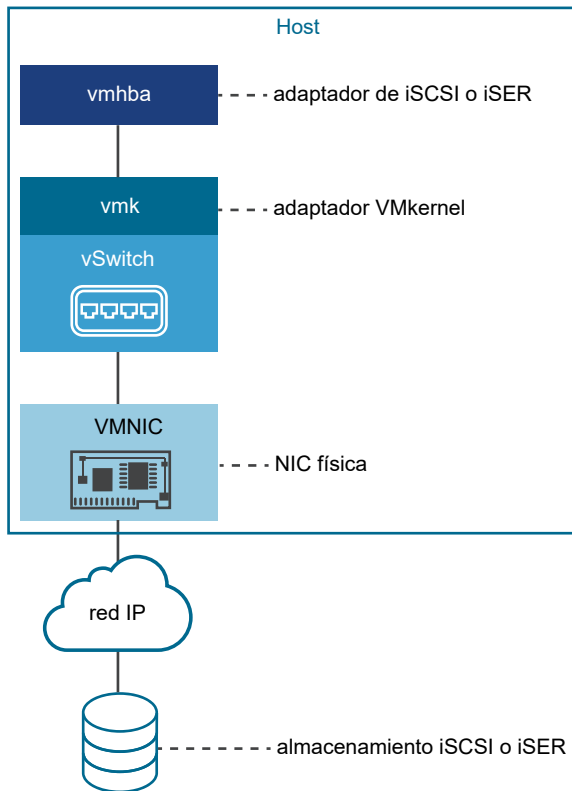 Host
vmhba
adaptador de iSCSI o iSER
vmk
adaptador VMkernel
vSwitch
VMNIC
NIC física
red IP
almacenamiento iSCSI o iSER